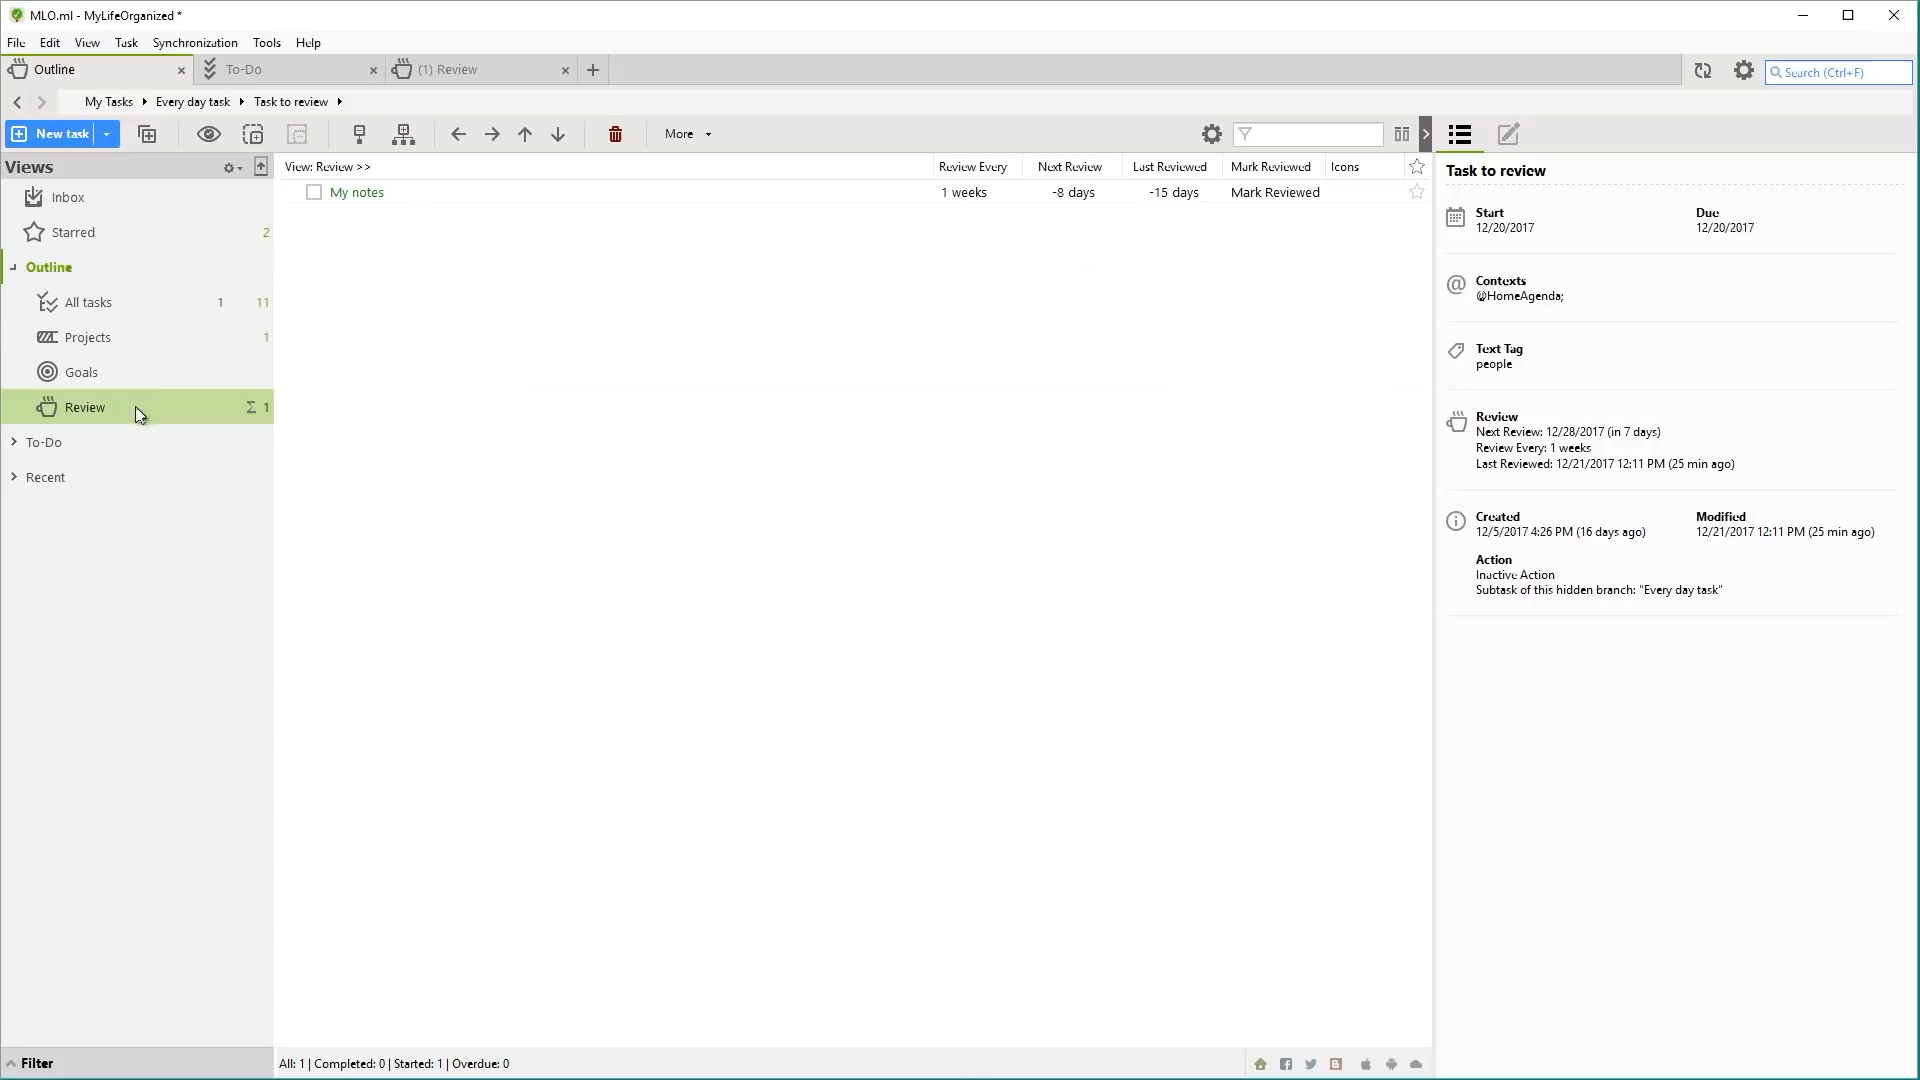 MLO.ml - MyLifeOrganized *
File Edit View Task Synchronization Tools Help
Outline To-Do (1) Review Search (Ctrl+F)
My Tasks Every day task Task to review
New task More
Views
Inbox
Starred 2
Outline
All tasks 1 11
Projects 1
Goals
Review Σ 1
To-Do
Recent
Filter
View: Review >> Review Every Next Review Last Reviewed Mark Reviewed Icons
My notes 1 weeks -8 days -15 days Mark Reviewed
All: 1 | Completed: 0 | Started: 1 | Overdue: 0
Task to review
Start Due
12/20/2017 12/20/2017
Contexts
@HomeAgenda;
Text Tag
people
Review
Next Review: 12/28/2017 (in 7 days)
Review Every: 1 weeks
Last Reviewed: 12/21/2017 12:11 PM (25 min ago)
Created Modified
12/5/2017 4:26 PM (16 days ago) 12/21/2017 12:11 PM (25 min ago)
Action
Inactive Action
Subtask of this hidden branch: "Every day task"